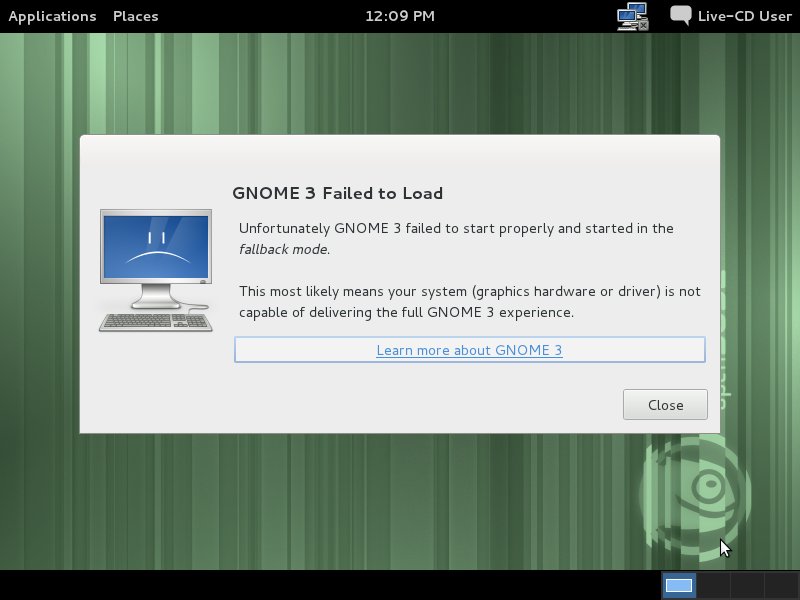 Applications Places 12:09 PM Live-CD User
GNOME 3 Failed to Load
Unfortunately GNOME 3 failed to start properly and started in the
fallback mode.
This most likely means your system (graphics hardware or driver) is not
capable of delivering the full GNOME 3 experience.
Learn more about GNOME 3
Close